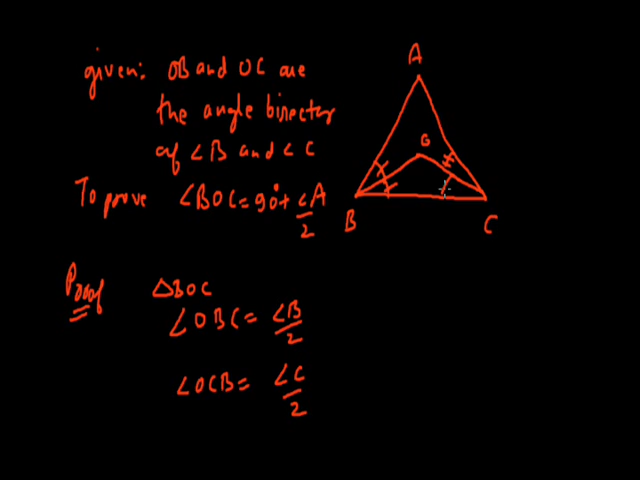 given: OB and OC are
the angle bisector
of ∠B and ∠C
To prove ∠BOC = 90° + ∠A/2
A
O
B
C
Proof
△BOC
∠OBC = ∠B/2
∠OCB = ∠C/2